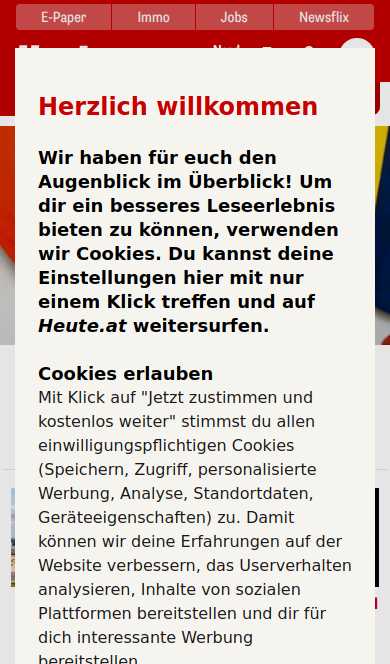 E-Paper Immo Jobs Newsflix
Herzlich willkommen
Wir haben für euch den
Augenblick im Überblick! Um
dir ein besseres Leseerlebnis
bieten zu können, verwenden
wir Cookies. Du kannst deine
Einstellungen hier mit nur
einem Klick treffen und auf
Heute.at weitersurfen.
Cookies erlauben
Mit Klick auf "Jetzt zustimmen und
kostenlos weiter" stimmst du allen
einwilligungspflichtigen Cookies
(Speichern, Zugriff, personalisierte
Werbung, Analyse, Standortdaten,
Geräteeigenschaften) zu. Damit
können wir deine Erfahrungen auf der
Website verbessern, das Userverhalten
analysieren, Inhalte von sozialen
Plattformen bereitstellen und dir für
dich interessante Werbung
bereitstellen